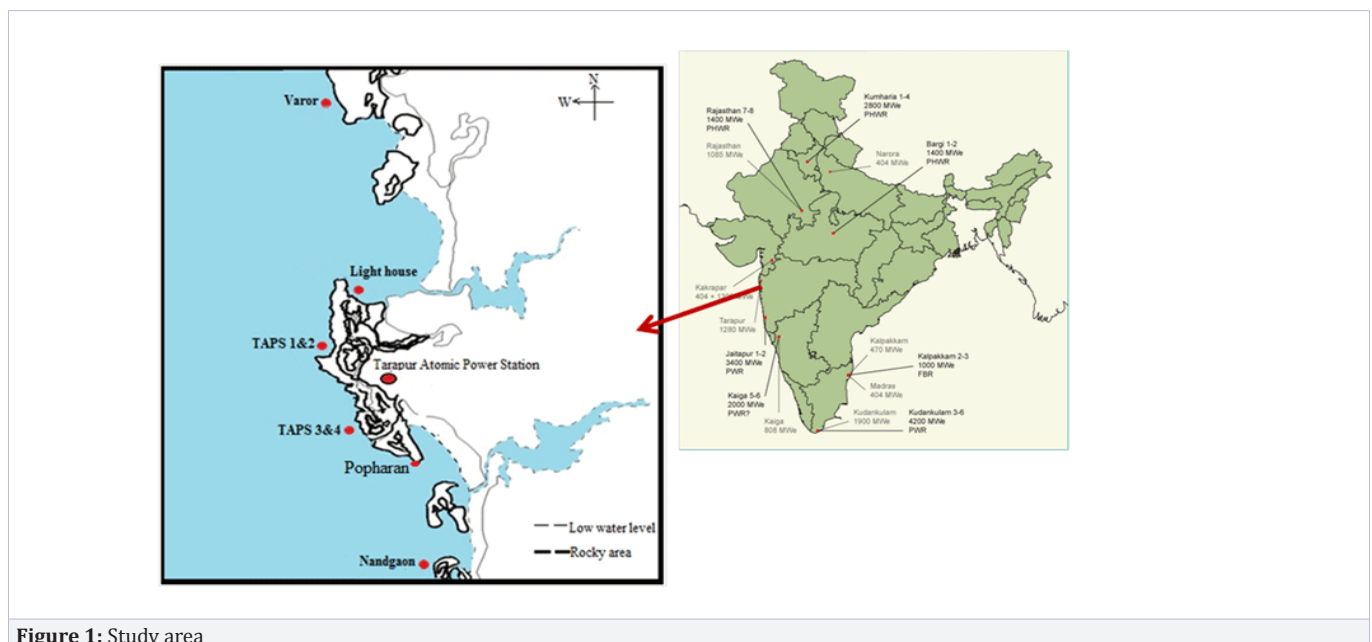 N
W
Varor
Light house
TAPS 1&2
Tarapur Atomic Power Station
TAPS 3&4
Popharan
Low water level
Rocky area
Nandgaon
Kumharia 1-4
2800 MWe
PHWR
Rajasthan 7-8
1400 MWe
PHWR
Rajasthan
1085 MWe
Bargi 1-2
1400 MWe
PHWR
Narora
404 MWe
Kakrapar
404 +
Tarapur
1280 MWe
Jaitapur 1-2
3400 MWe
PWR
Kaiga 5-6
2000 MWe
PWR?
Kaiga
808 MWe
Kalpakkam
470 MWe
Kalpakkam 2-3
1000 MWe
FBR
Madras
404 MWe
Kudankulam
1900 MWe
Kudankulam 3-6
4200 MWe
PWR
Figure 1: Study area